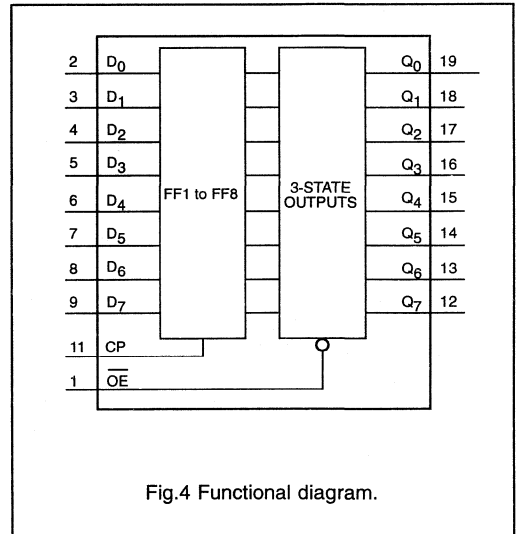 2 D0 Q0 19
3 D1 Q1 18
4 D2 Q2 17
5 D3 Q3 16
6 D4 FF1 to FF8 3-STATE OUTPUTS Q4 15
7 D5 Q5 14
8 D6 Q6 13
9 D7 Q7 12
11 CP
1 OE
Fig.4 Functional diagram.